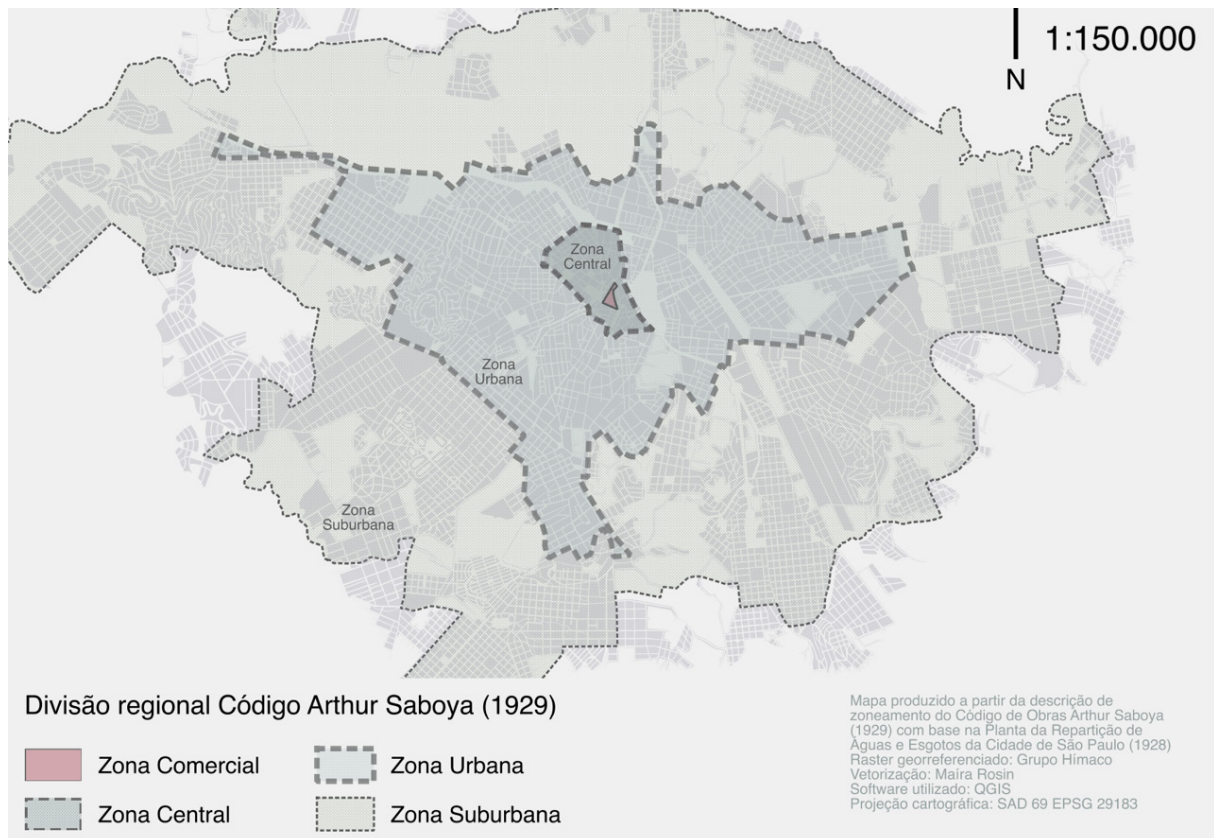 1:150.000
N
Zona
Central
Zona
Urbana
Zona
Suburbana
Divisão regional Código Arthur Saboya (1929)
Zona Comercial
Zona Urbana
Zona Central
Zona Suburbana
Mapa produzido a partir da descrição de
zoneamento do Código de Obras Arthur Saboya
(1929) com base na Planta da Repartição de
Águas e Esgotos da Cidade de São Paulo (1928)
Raster georreferenciado: Grupo Hímaco
Vetorização: Maíra Rosin
Software utilizado: QGIS
Projeção cartográfica: SAD 69 EPSG 29183